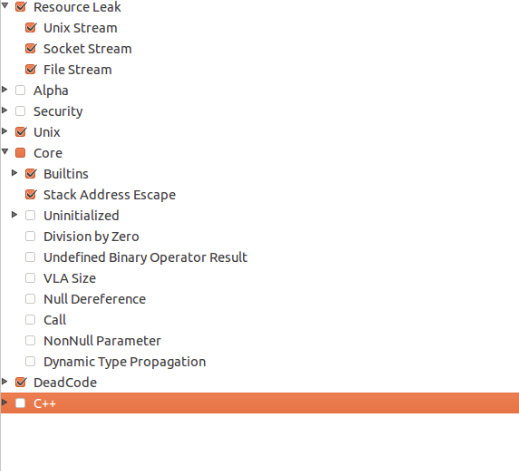 Resource Leak
Unix Stream
Socket Stream
File Stream
Alpha
Security
Unix
Core
Builtins
Stack Address Escape
Uninitialized
Division by Zero
Undefined Binary Operator Result
VLA Size
Null Dereference
Call
NonNull Parameter
Dynamic Type Propagation
DeadCode
C++